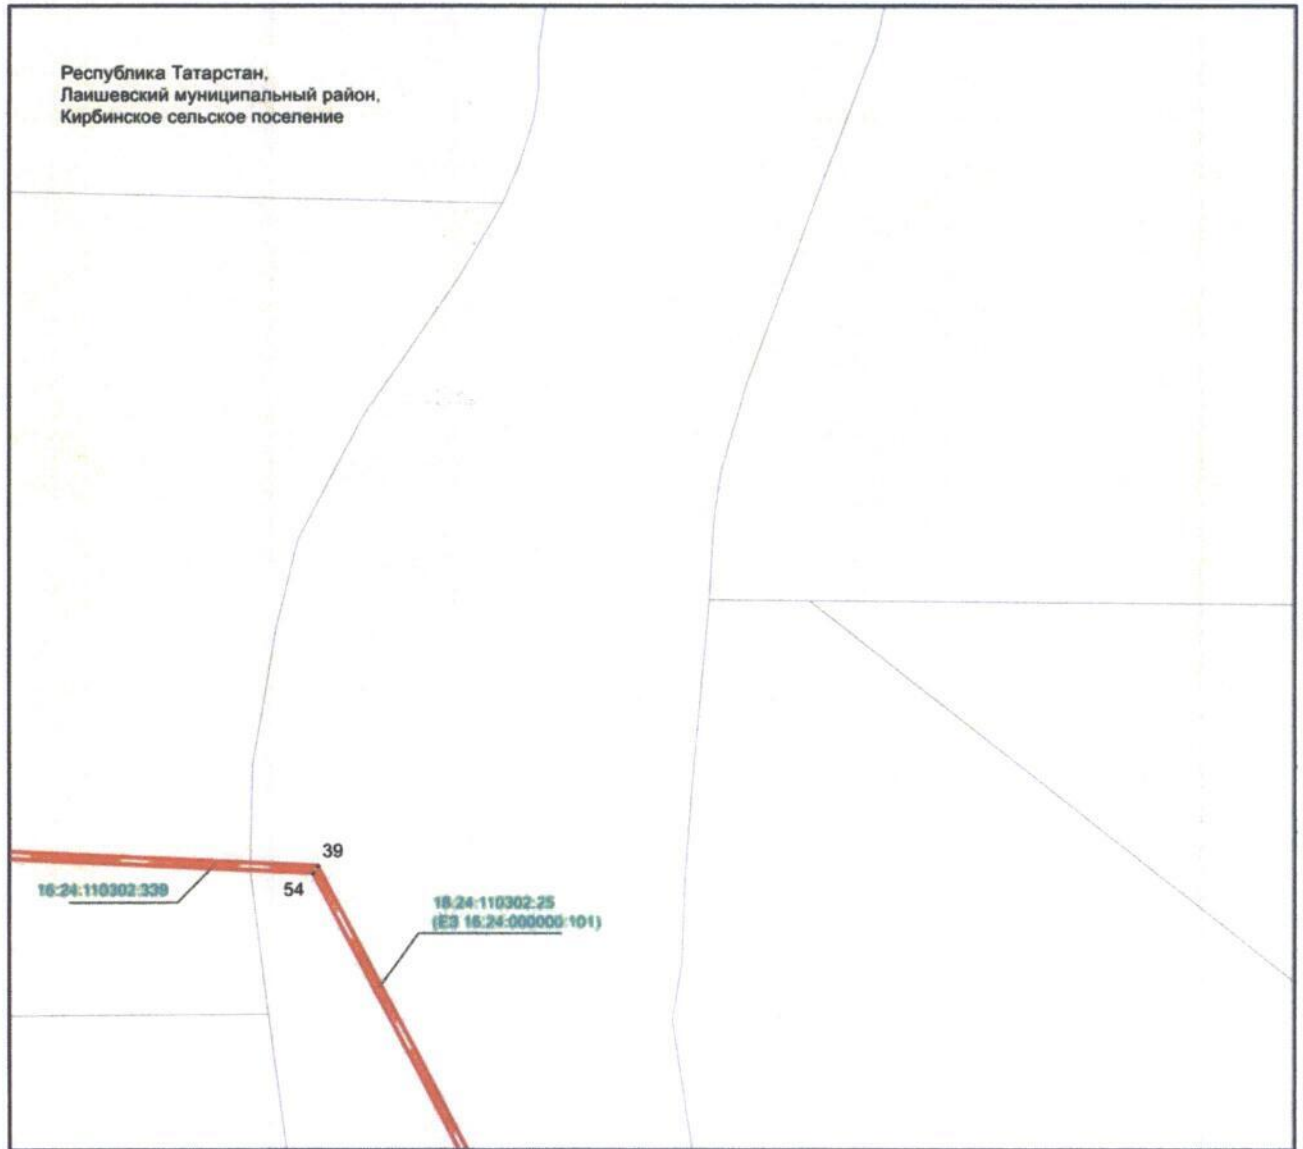 Республика Татарстан,
Лаишевский муниципальный район,
Кирбинское сельское поселение
39
16:24:110302:339
54
16:24:110302:25
(ЕЗ 16:24:000000:101)